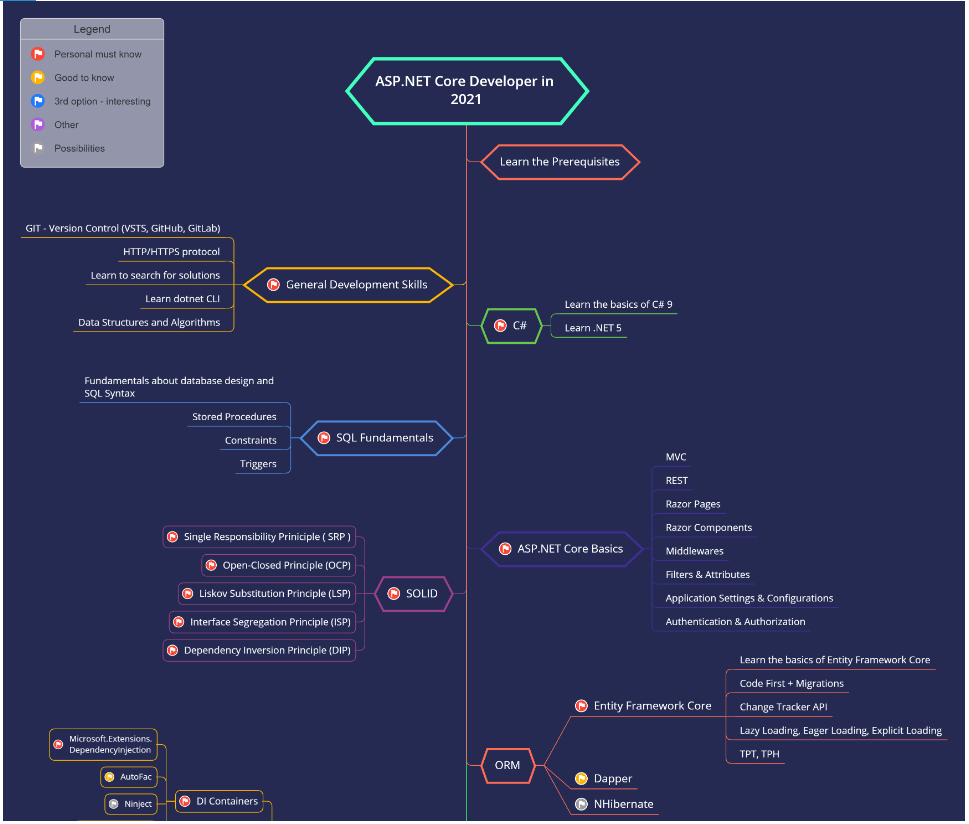 Legend
Personal must know
Good to know
3rd option - interesting
Other
Possibilities
ASP.NET Core Developer in
2021
Learn the Prerequisites
GIT - Version Control (VSTS, GitHub, GitLab)
HTTP/HTTPS protocol
Learn to search for solutions
Learn dotnet CLI
Data Structures and Algorithms
General Development Skills
C#
Learn the basics of C# 9
Learn .NET 5
Fundamentals about database design and
SQL Syntax
Stored Procedures
Constraints
Triggers
SQL Fundamentals
MVC
REST
Razor Pages
Razor Components
Middlewares
Filters & Attributes
Application Settings & Configurations
Authentication & Authorization
ASP.NET Core Basics
Single Responsibility Priniciple ( SRP )
Open-Closed Principle (OCP)
Liskov Substitution Principle (LSP)
Interface Segregation Principle (ISP)
Dependency Inversion Principle (DIP)
SOLID
Learn the basics of Entity Framework Core
Code First + Migrations
Change Tracker API
Lazy Loading, Eager Loading, Explicit Loading
TPT, TPH
Entity Framework Core
ORM
Dapper
NHibernate
Microsoft.Extensions.
DependencyInjection
AutoFac
Ninject
DI Containers